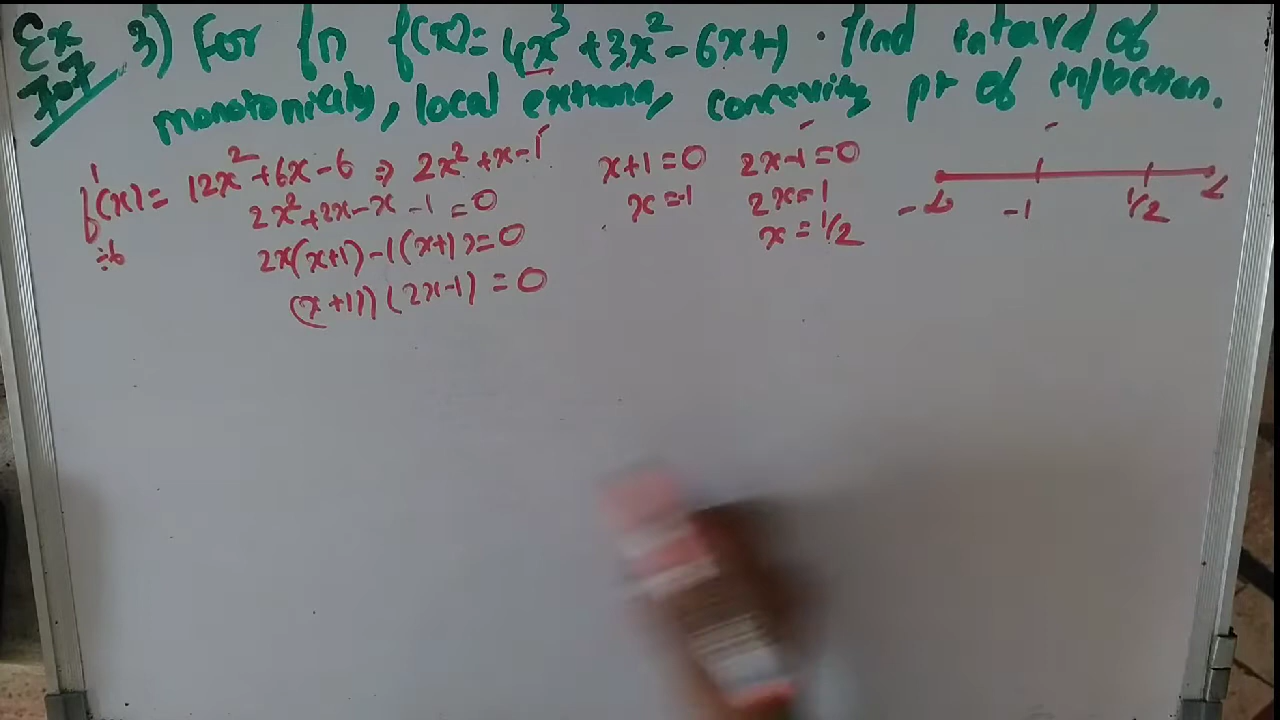 Ex 7.7
3) For fn f(x) = 4x³ + 3x² - 6x + 1 . find interval of
monotonicity, local extrema, concavity, pt of inflection.
f'(x) = 12x² + 6x - 6 ⇒ 2x² + x - 1
÷6
2x² + 2x - x - 1 = 0
2x(x+1) - 1(x+1) = 0
(x+1)(2x-1) = 0
x+1 = 0
x = -1
2x-1 = 0
2x = 1
x = 1/2
-∞ -1 1/2 ∞